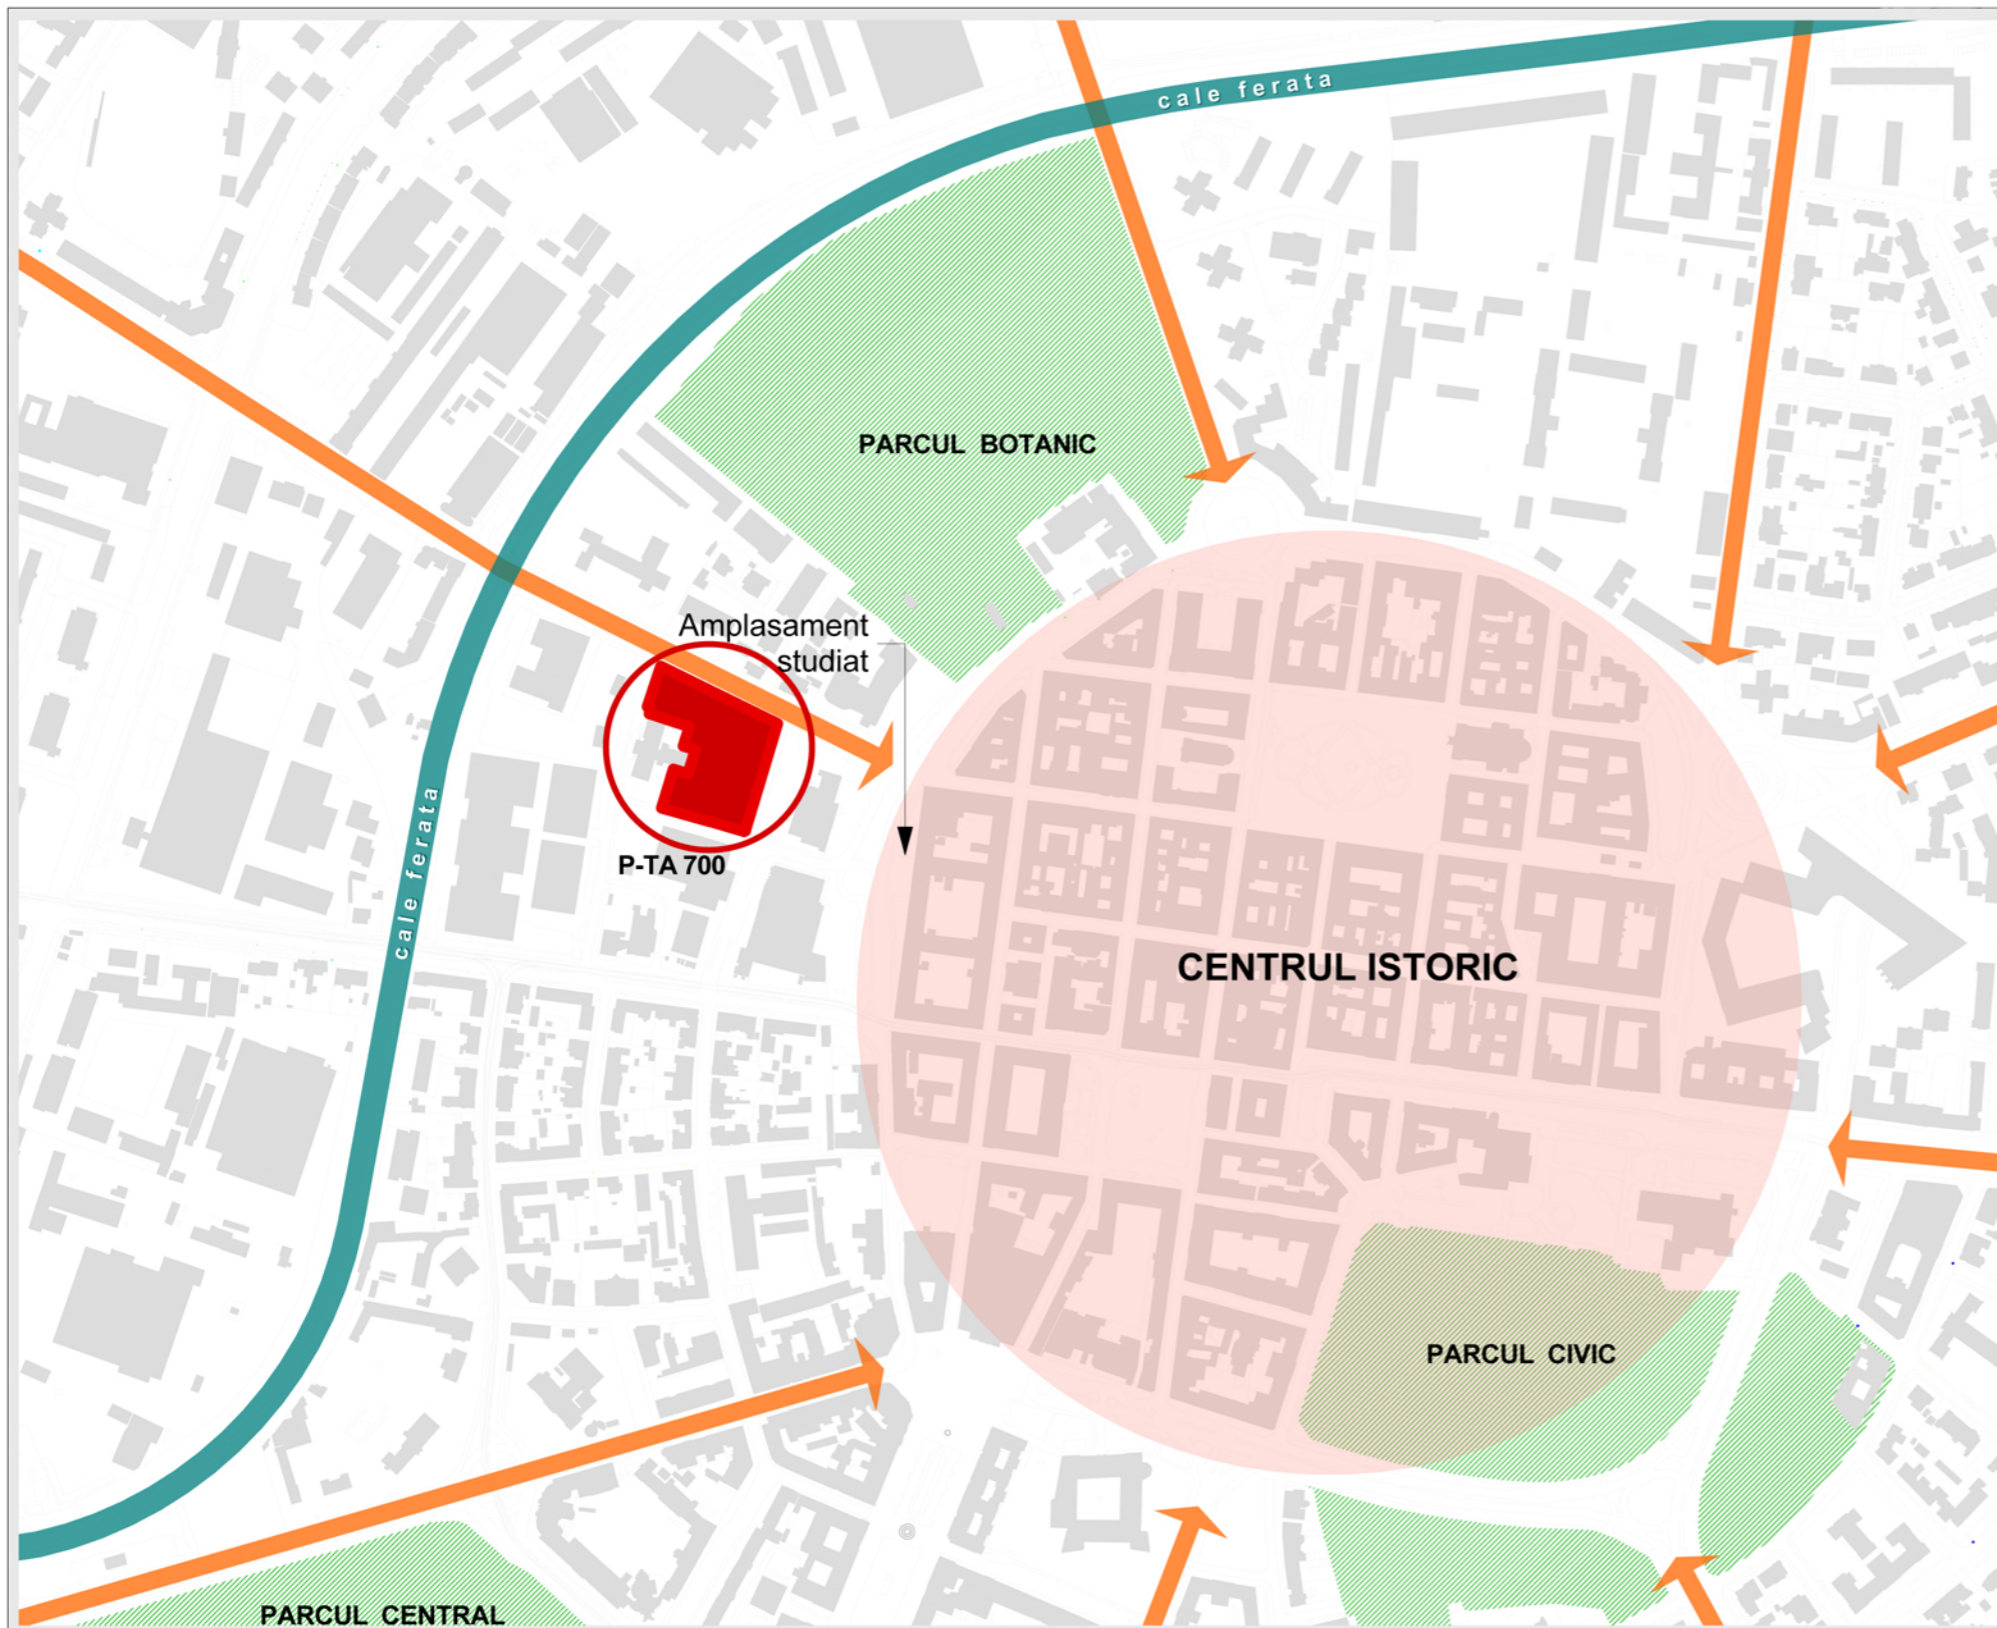 cale ferata
PARCUL BOTANIC
Amplasament
studiat
P-TA 700
cale ferata
CENTRUL ISTORIC
PARCUL CIVIC
PARCUL CENTRAL